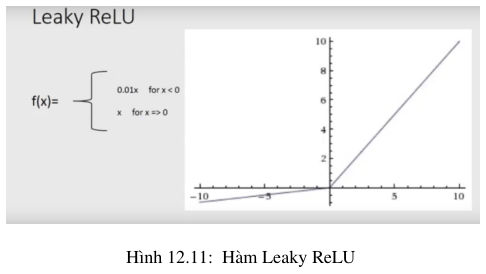 Leaky ReLU
f(x)=
0.01x for x < 0
x for x => 0
10
8
6
4
2
-10 -5 5 10
Hình 12.11: Hàm Leaky ReLU